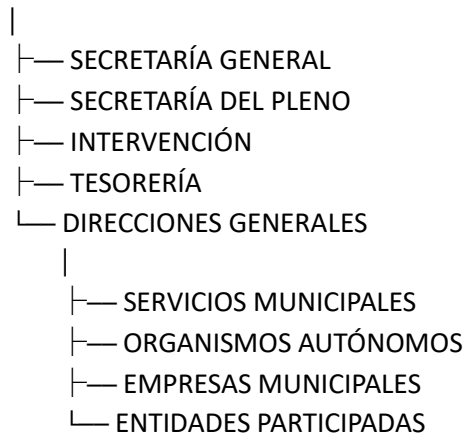 │
├── SECRETARÍA GENERAL
├── SECRETARÍA DEL PLENO
├── INTERVENCIÓN
├── TESORERÍA
└── DIRECCIONES GENERALES
    │
    ├── SERVICIOS MUNICIPALES
    ├── ORGANISMOS AUTÓNOMOS
    ├── EMPRESAS MUNICIPALES
    └── ENTIDADES PARTICIPADAS